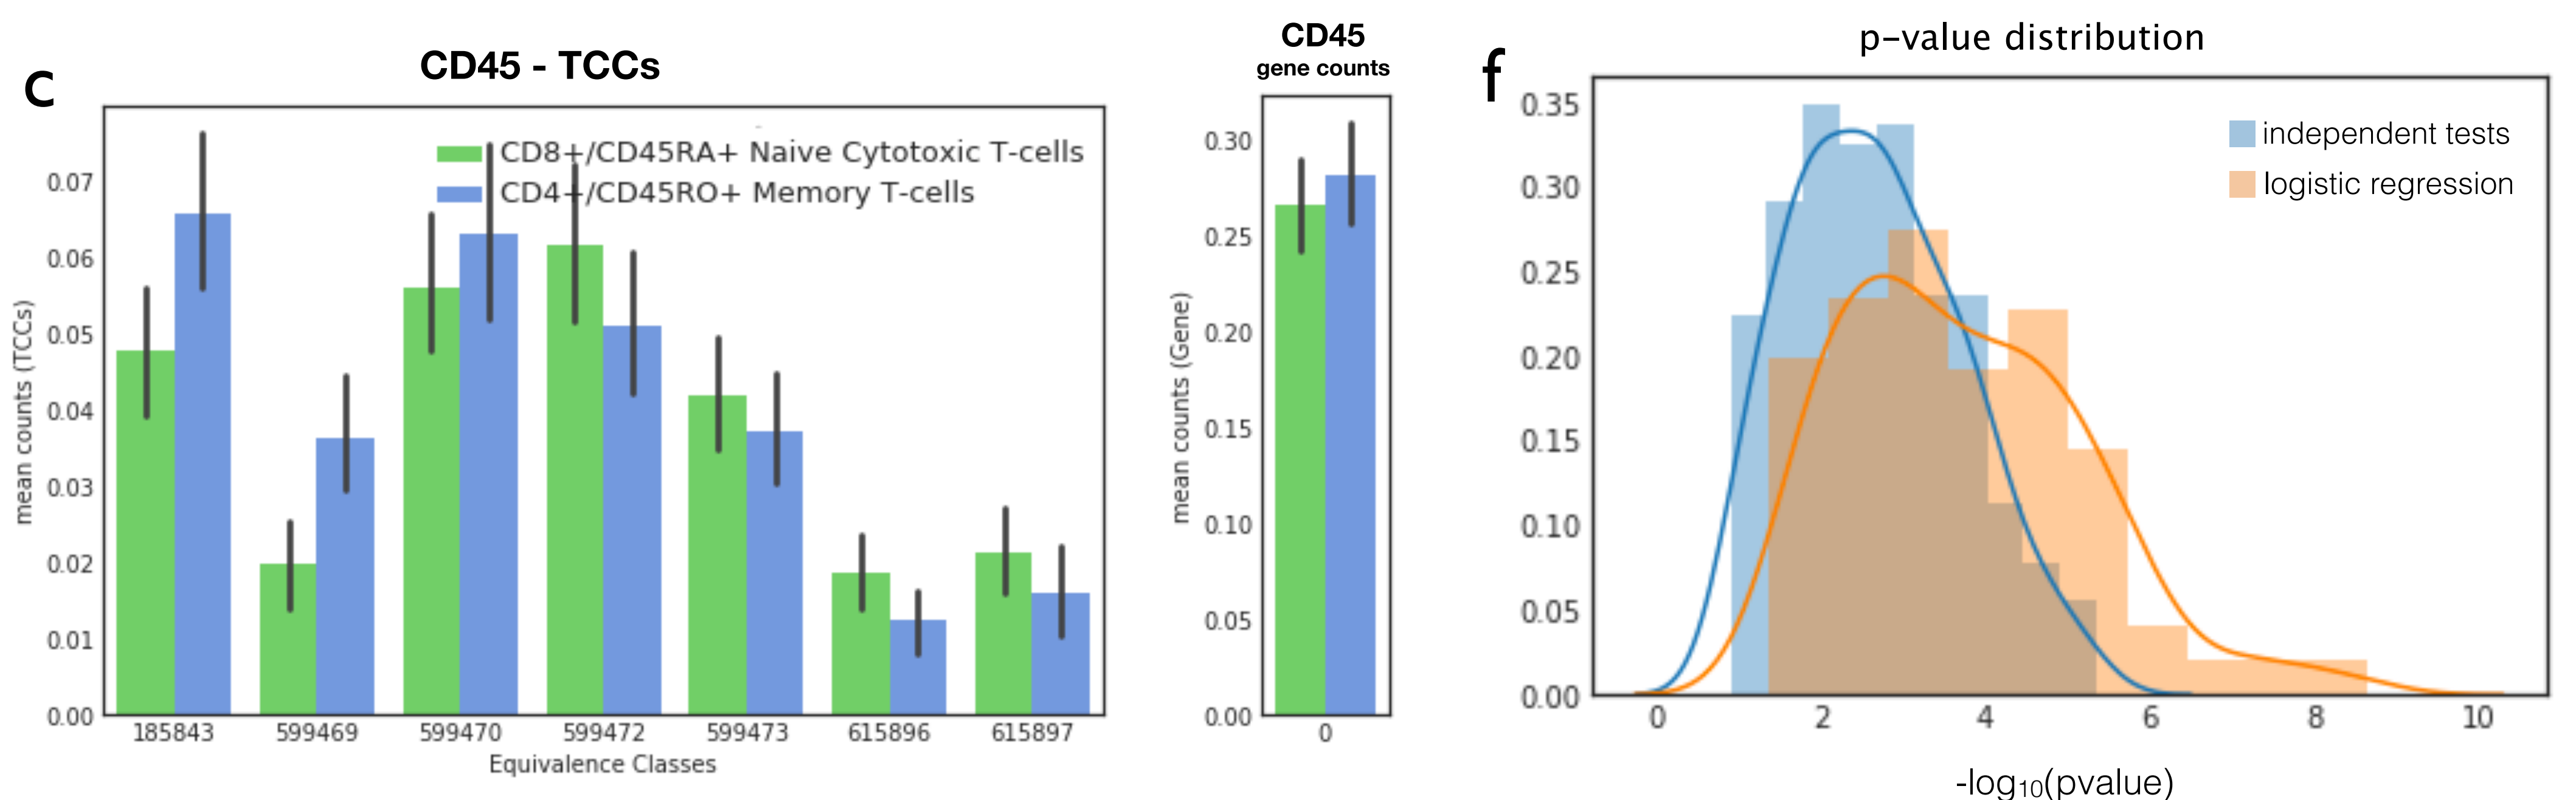 c
CD45 - TCCs
mean counts (TCCs)
0.07
0.06
0.05
0.04
0.03
0.02
0.01
0.00
CD8+/CD45RA+ Naive Cytotoxic T-cells
CD4+/CD45RO+ Memory T-cells
185843 599469 599470 599472 599473 615896 615897
Equivalence Classes
CD45
gene counts
mean counts (Gene)
0.30
0.25
0.20
0.15
0.10
0.05
0.00
0
f
p-value distribution
0.35
0.30
0.25
0.20
0.15
0.10
0.05
0.00
independent tests
logistic regression
0 2 4 6 8 10
-log₁₀(pvalue)